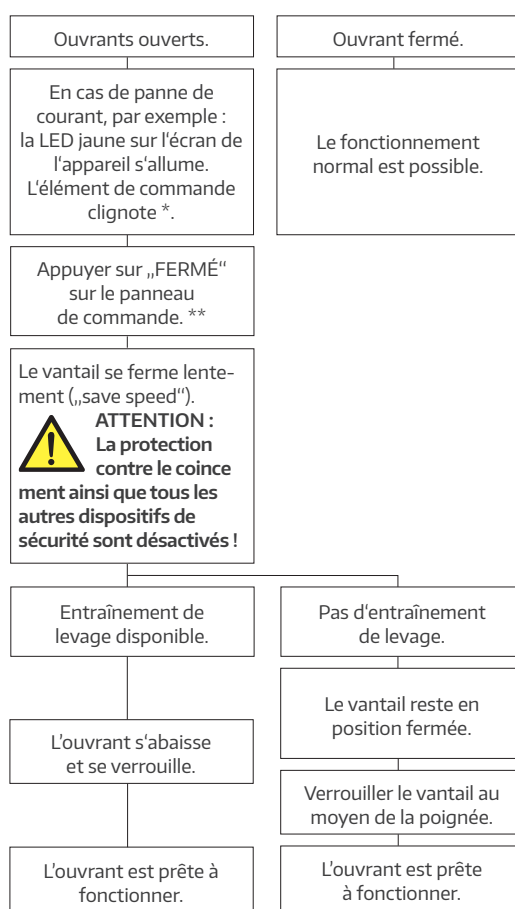 Ouvrants ouverts.
En cas de panne de
courant, par exemple :
la LED jaune sur l‘écran de
l‘appareil s‘allume.
L‘élément de commande
clignote *.
Appuyer sur „FERMÉ“
sur le panneau
de commande. **
Le vantail se ferme lente-
ment („save speed“).
ATTENTION :
La protection
contre le coince
ment ainsi que tous les
autres dispositifs de
sécurité sont désactivés !
Entraînement de
levage disponible.
L‘ouvrant s‘abaisse
et se verrouille.
L‘ouvrant est prête à
fonctionner.
Ouvrant fermé.
Le fonctionnement
normal est possible.
Pas d‘entraînement
de levage.
Le vantail reste en
position fermée.
Verrouiller le vantail au
moyen de la poignée.
L‘ouvrant est prête
à fonctionner.